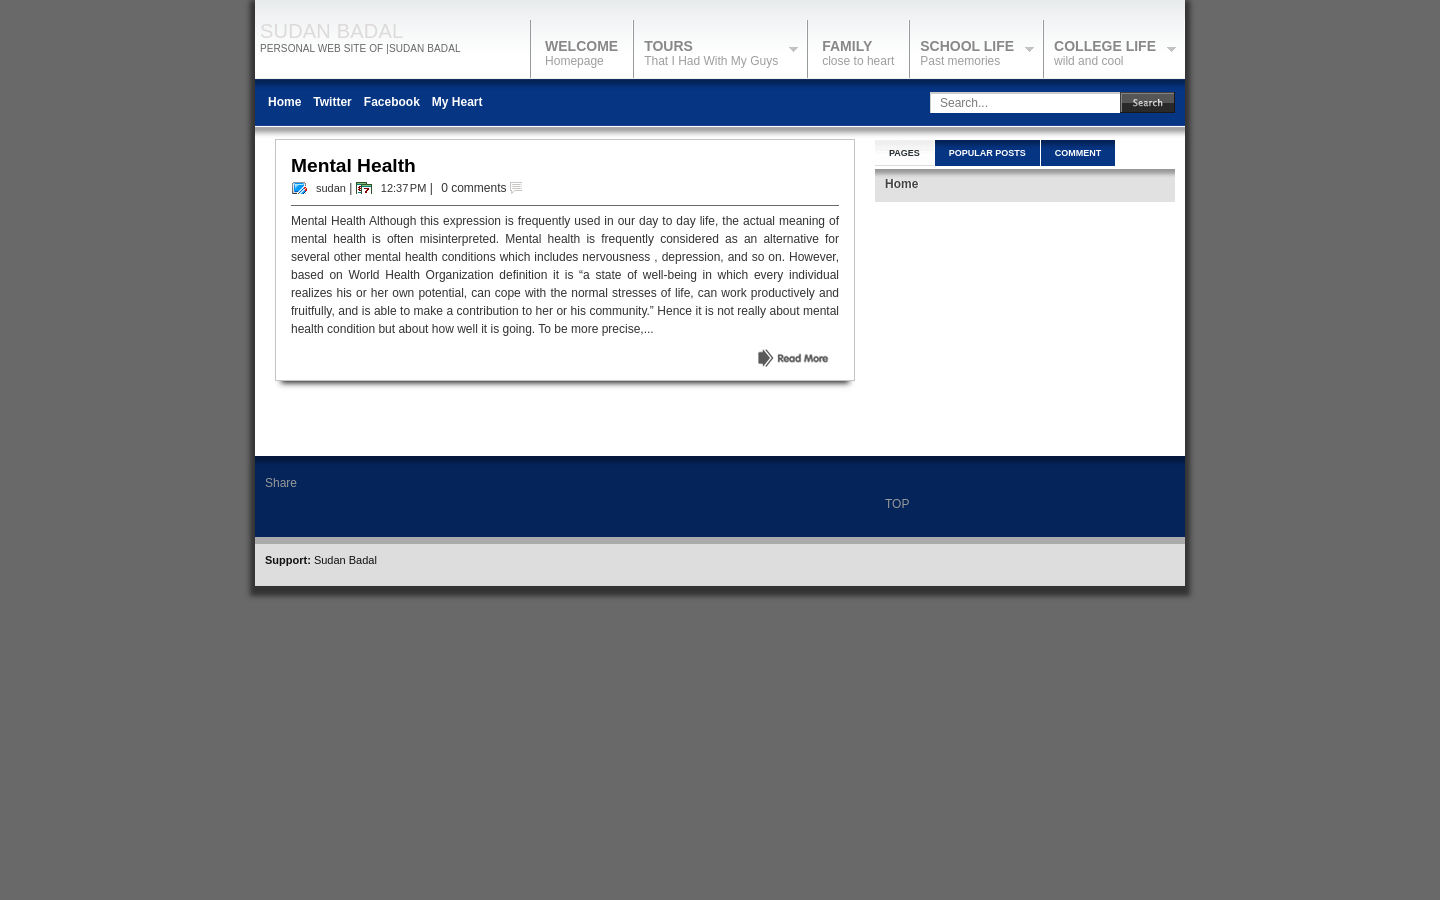 SUDAN BADAL
PERSONAL WEB SITE OF |SUDAN BADAL
WELCOME
Homepage
TOURS
That I Had With My Guys
FAMILY
close to heart
SCHOOL LIFE
Past memories
COLLEGE LIFE
wild and cool
Home Twitter Facebook My Heart
Search...
Search
Mental Health
sudan | 12:37 PM | 0 comments
Mental Health Although this expression is frequently used in our day to day life, the actual meaning of
mental health is often misinterpreted. Mental health is frequently considered as an alternative for
several other mental health conditions which includes nervousness , depression, and so on. However,
based on World Health Organization definition it is “a state of well-being in which every individual
realizes his or her own potential, can cope with the normal stresses of life, can work productively and
fruitfully, and is able to make a contribution to her or his community.” Hence it is not really about mental
health condition but about how well it is going. To be more precise,...
Read More
PAGES POPULAR POSTS COMMENT
Home
Share
TOP
Support: Sudan Badal